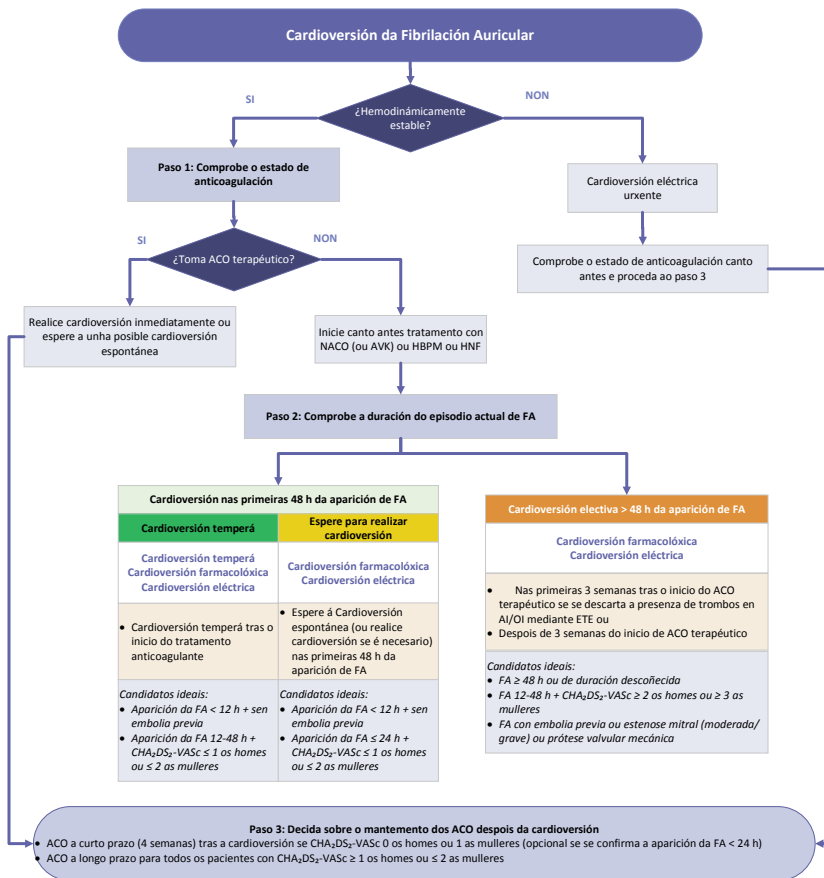 Cardioversión da Fibrilación Auricular
SI
NON
¿Hemodinámicamente
estable?
Paso 1: Comprobe o estado de
anticoagulación
Cardioversión eléctrica
urxente
SI
NON
¿Toma ACO terapéutico?
Comprobe o estado de anticoagulación canto
antes e proceda ao paso 3
Realice cardioversión inmediatamente ou
espere a unha posible cardioversión
espontánea
Inicie canto antes tratamento con
NACO (ou AVK) ou HBPM ou HNF
Paso 2: Comprobe a duración do episodio actual de FA
Cardioversión nas primeiras 48 h da aparición de FA
Cardioversión temperá
Espere para realizar
cardioversión
Cardioversión temperá
Cardioversión farmacolóxica
Cardioversión eléctrica
Cardioversión farmacolóxica
Cardioversión eléctrica
• Cardioversión temperá tras o
inicio do tratamento
anticoagulante
• Espere á Cardioversión
espontánea (ou realice
cardioversión se é necesario)
nas primeiras 48 h da
aparición de FA
Candidatos ideais:
• Aparición da FA < 12 h + sen
embolia previa
• Aparición da FA 12-48 h +
CHA₂DS₂-VASc ≤ 1 os homes
ou ≤ 2 as mulleres
Candidatos ideais:
• Aparición da FA < 12 h + sen
embolia previa
• Aparición da FA ≤ 24 h +
CHA₂DS₂-VASc ≤ 1 os homes
ou ≤ 2 as mulleres
Cardioversión electiva > 48 h da aparición de FA
Cardioversión farmacolóxica
Cardioversión eléctrica
• Nas primeiras 3 semanas tras o inicio do ACO
terapéutico se se descarta a presenza de trombos en
AI/OI mediante ETE ou
• Despois de 3 semanas do inicio de ACO terapéutico
Candidatos ideais:
• FA ≥ 48 h ou de duración descoñecida
• FA 12-48 h + CHA₂DS₂-VASc ≥ 2 os homes ou ≥ 3 as
mulleres
• FA con embolia previa ou estenose mitral (moderada/
grave) ou prótese valvular mecánica
Paso 3: Decida sobre o mantemento dos ACO despois da cardioversión
• ACO a curto prazo (4 semanas) tras a cardioversión se CHA₂DS₂-VASc 0 os homes ou 1 as mulleres (opcional se se confirma a aparición da FA < 24 h)
• ACO a longo prazo para todos os pacientes con CHA₂DS₂-VASc ≥ 1 os homes ou ≤ 2 as mulleres